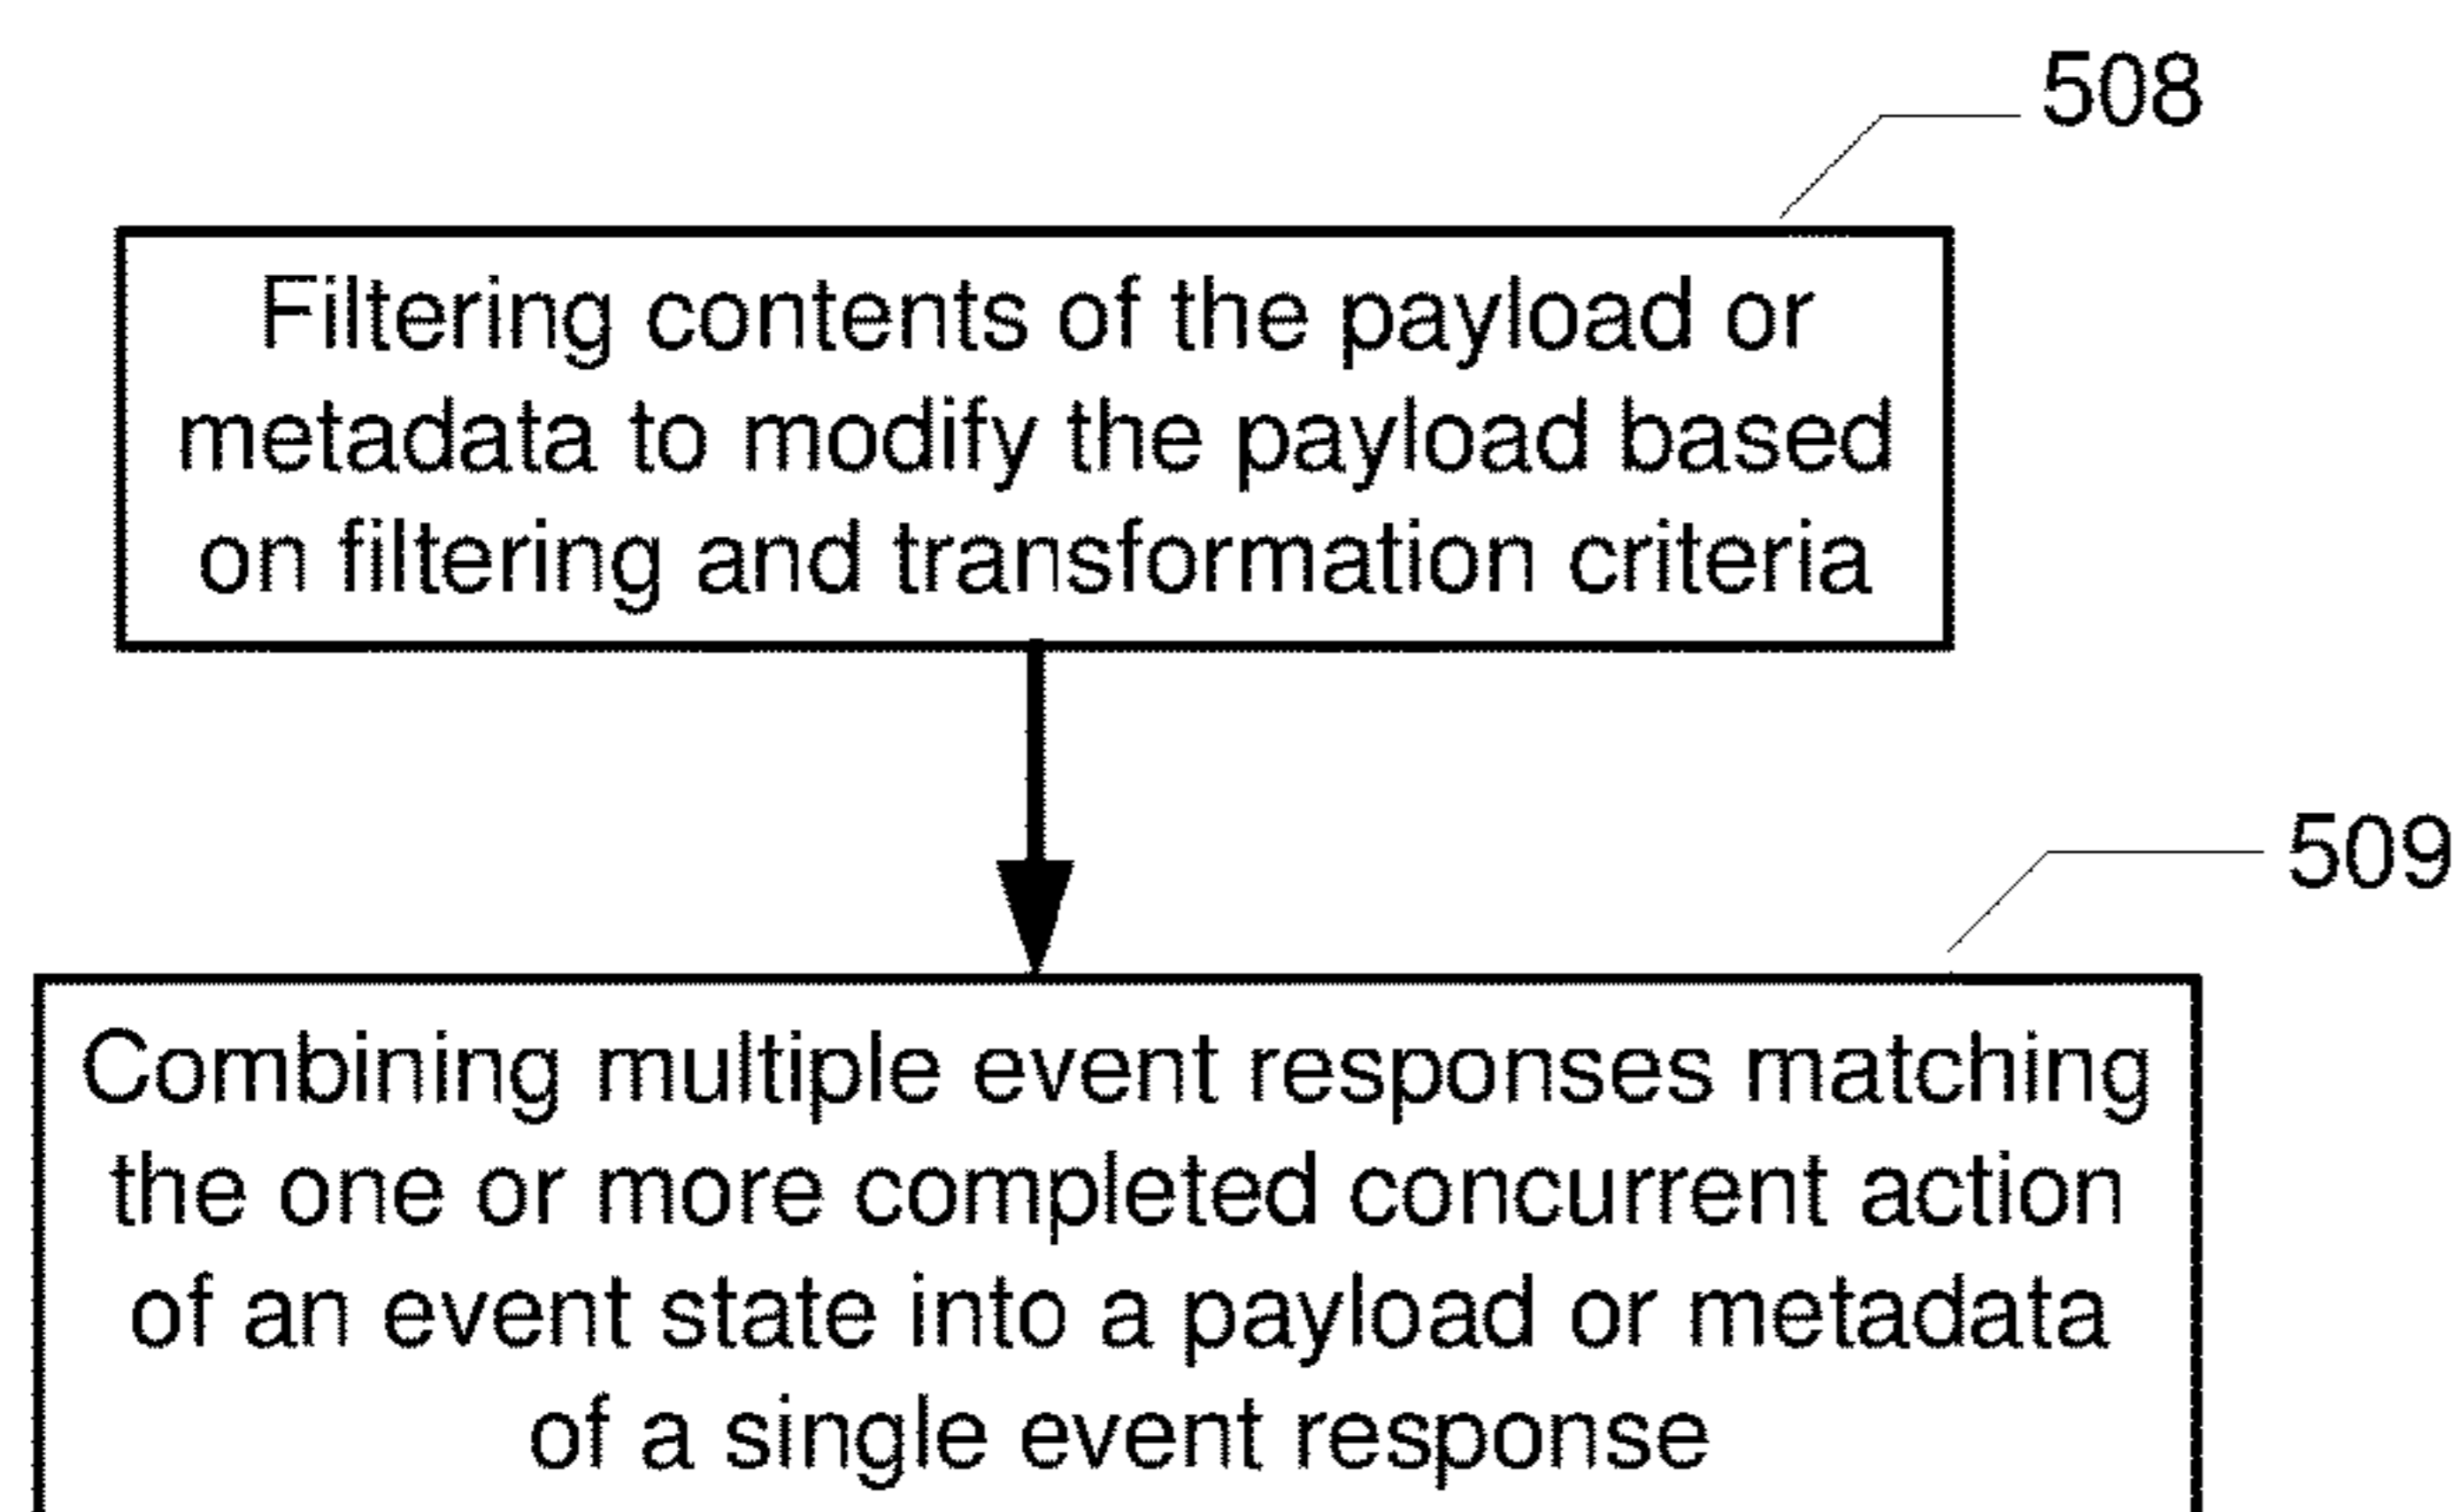 508
Filtering contents of the payload or
metadata to modify the payload based
on filtering and transformation criteria
509
Combining multiple event responses matching
the one or more completed concurrent action
of an event state into a payload or metadata
of a single event response